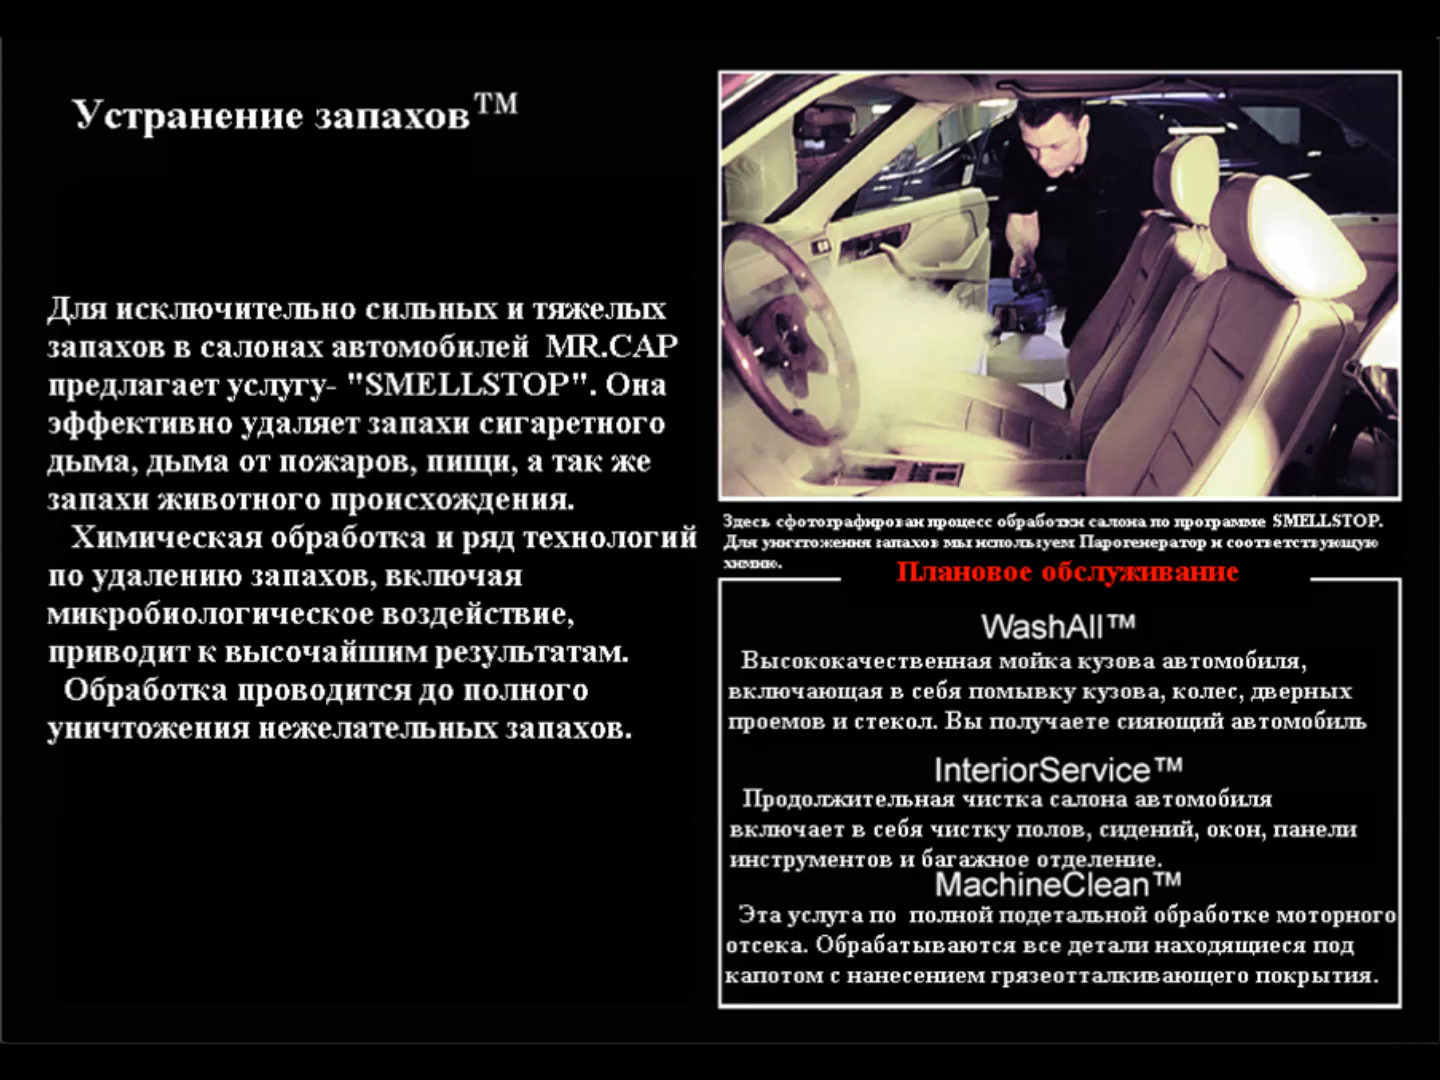 Устранение запахов™
Для исключительно сильных и тяжелых
запахов в салонах автомобилей MR.CAP
предлагает услугу- "SMELLSTOP". Она
эффективно удаляет запахи сигаретного
дыма, дыма от пожаров, пищи, а так же
запахи животного происхождения.
Химическая обработка и ряд технологий
по удалению запахов, включая
микробиологическое воздействие,
приводит к высочайшим результатам.
Обработка проводится до полного
уничтожения нежелательных запахов.
Здесь сфотографирован процесс обработки салона по программе SMELLSTOP.
Для уничтожения запахов мы используем Парогенератор и соответствующую
химию.
Плановое обслуживание
WashAll™
Высококачественная мойка кузова автомобиля,
включающая в себя помывку кузова, колес, дверных
проемов и стекол. Вы получаете сияющий автомобиль
InteriorService™
Продолжительная чистка салона автомобиля
включает в себя чистку полов, сидений, окон, панели
инструментов и багажное отделение.
MachineClean™
Эта услуга по полной подетальной обработке моторного
отсека. Обрабатываются все детали находящиеся под
капотом с нанесением грязеотталкивающего покрытия.